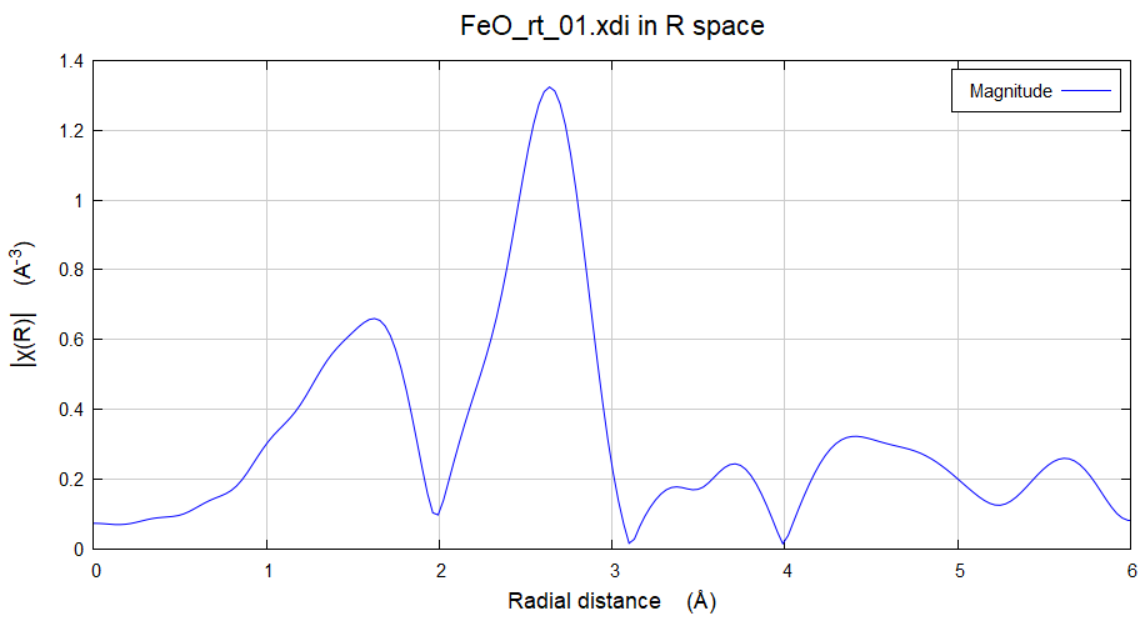 FeO_rt_01.xdi in R space
Magnitude
|χ(R)| (A⁻³)
1.4
1.2
1
0.8
0.6
0.4
0.2
0
0 1 2 3 4 5 6
Radial distance (Å)